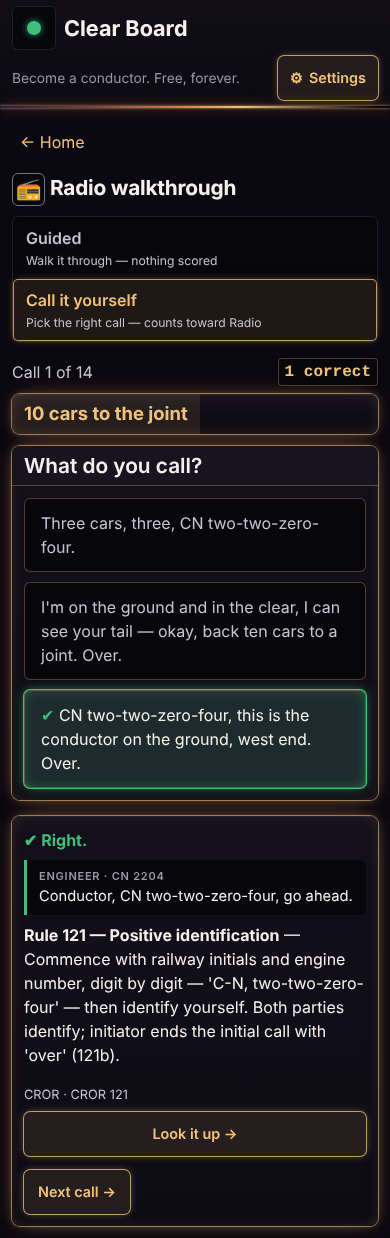 Clear Board
Become a conductor. Free, forever.
⚙ Settings
← Home
📻 Radio walkthrough
Guided
Walk it through — nothing scored
Call it yourself
Pick the right call — counts toward Radio
Call 1 of 14
1 correct
10 cars to the joint
What do you call?
Three cars, three, CN two-two-zero-
four.
I'm on the ground and in the clear, I can
see your tail — okay, back ten cars to a
joint. Over.
✔ CN two-two-zero-four, this is the
conductor on the ground, west end.
Over.
✔ Right.
ENGINEER · CN 2204
Conductor, CN two-two-zero-four, go ahead.
Rule 121 — Positive identification —
Commence with railway initials and engine
number, digit by digit — 'C-N, two-two-zero-
four' — then identify yourself. Both parties
identify; initiator ends the initial call with
'over' (121b).
CROR · CROR 121
Look it up →
Next call →